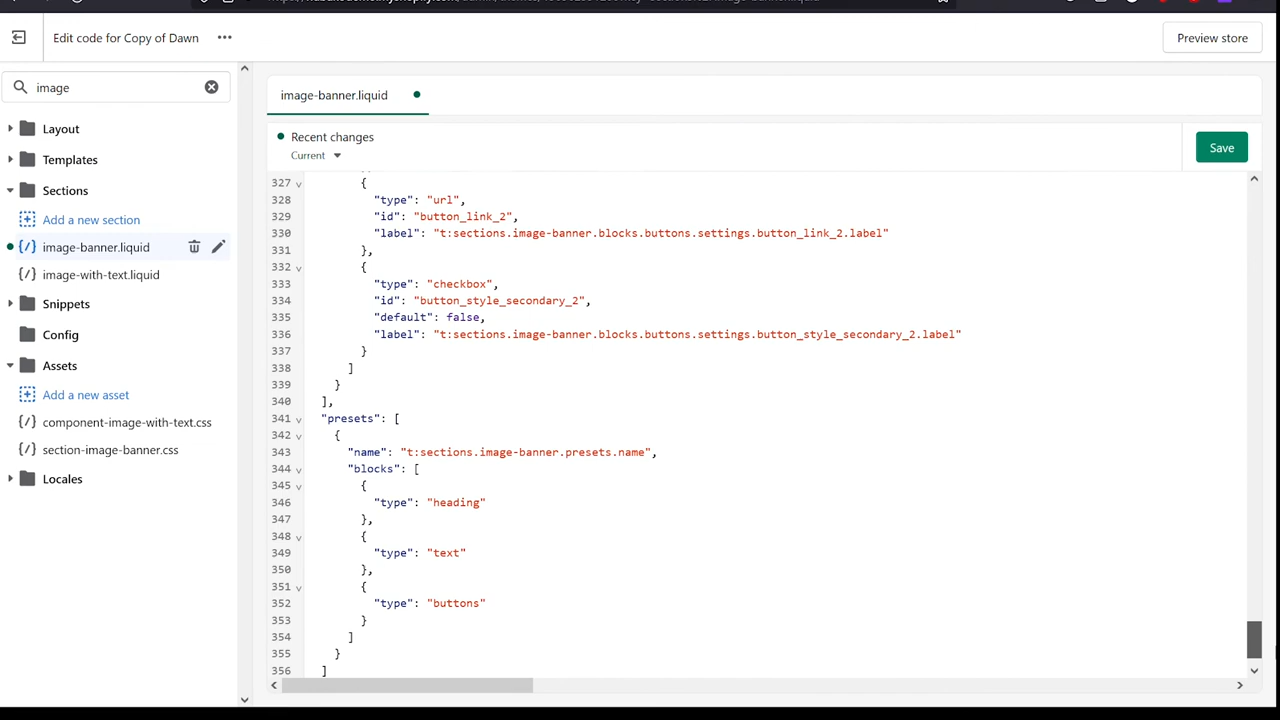 Edit code for Copy of Dawn
Preview store
image
Layout
Templates
Sections
Add a new section
image-banner.liquid
image-with-text.liquid
Snippets
Config
Assets
Add a new asset
component-image-with-text.css
section-image-banner.css
Locales
image-banner.liquid
Recent changes
Current
Save
327 {
328 "type": "url",
329 "id": "button_link_2",
330 "label": "t:sections.image-banner.blocks.buttons.settings.button_link_2.label"
331 },
332 {
333 "type": "checkbox",
334 "id": "button_style_secondary_2",
335 "default": false,
336 "label": "t:sections.image-banner.blocks.buttons.settings.button_style_secondary_2.label"
337 }
338 ]
339 }
340 ],
341 "presets": [
342 {
343 "name": "t:sections.image-banner.presets.name",
344 "blocks": [
345 {
346 "type": "heading"
347 },
348 {
349 "type": "text"
350 },
351 {
352 "type": "buttons"
353 }
354 ]
355 }
356 ]